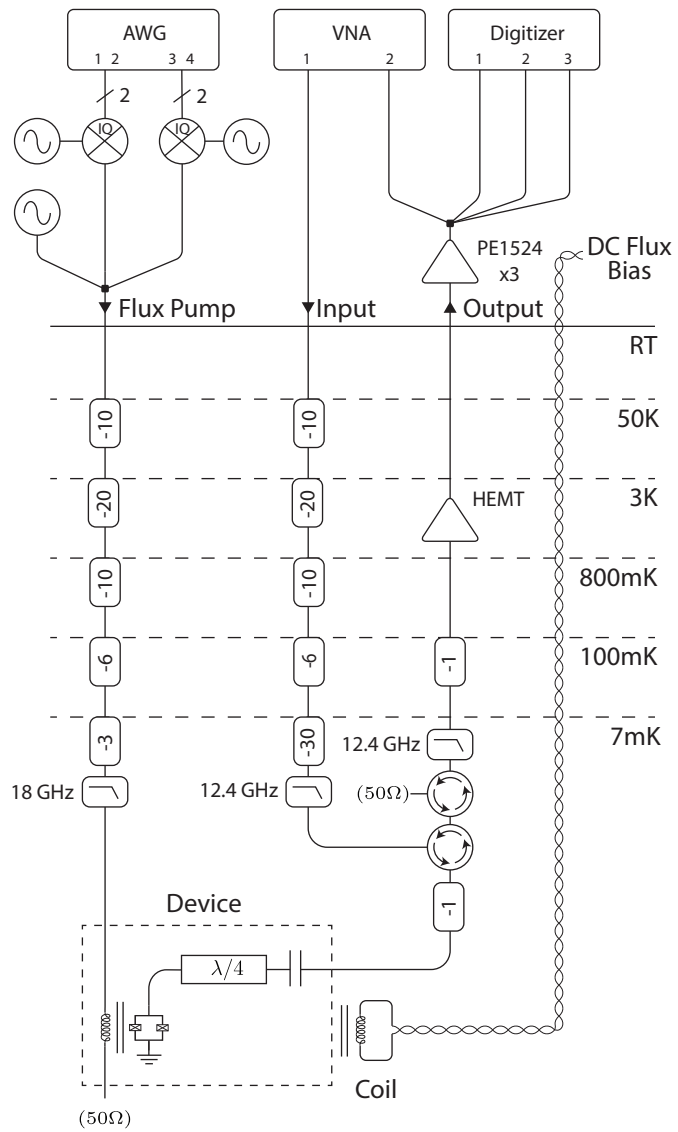 AWG
1 2 3 4
VNA
1 2
Digitizer
1 2 3
2
2
IQ
IQ
PE1524
x3
DC Flux
Bias
Flux Pump
Input
Output
RT
-10
-10
50K
-20
-20
HEMT
3K
-10
-10
800mK
-6
-6
-1
100mK
-3
-30
12.4 GHz
7mK
18 GHz
12.4 GHz
(50Ω)
-1
Device
λ/4
Coil
(50Ω)